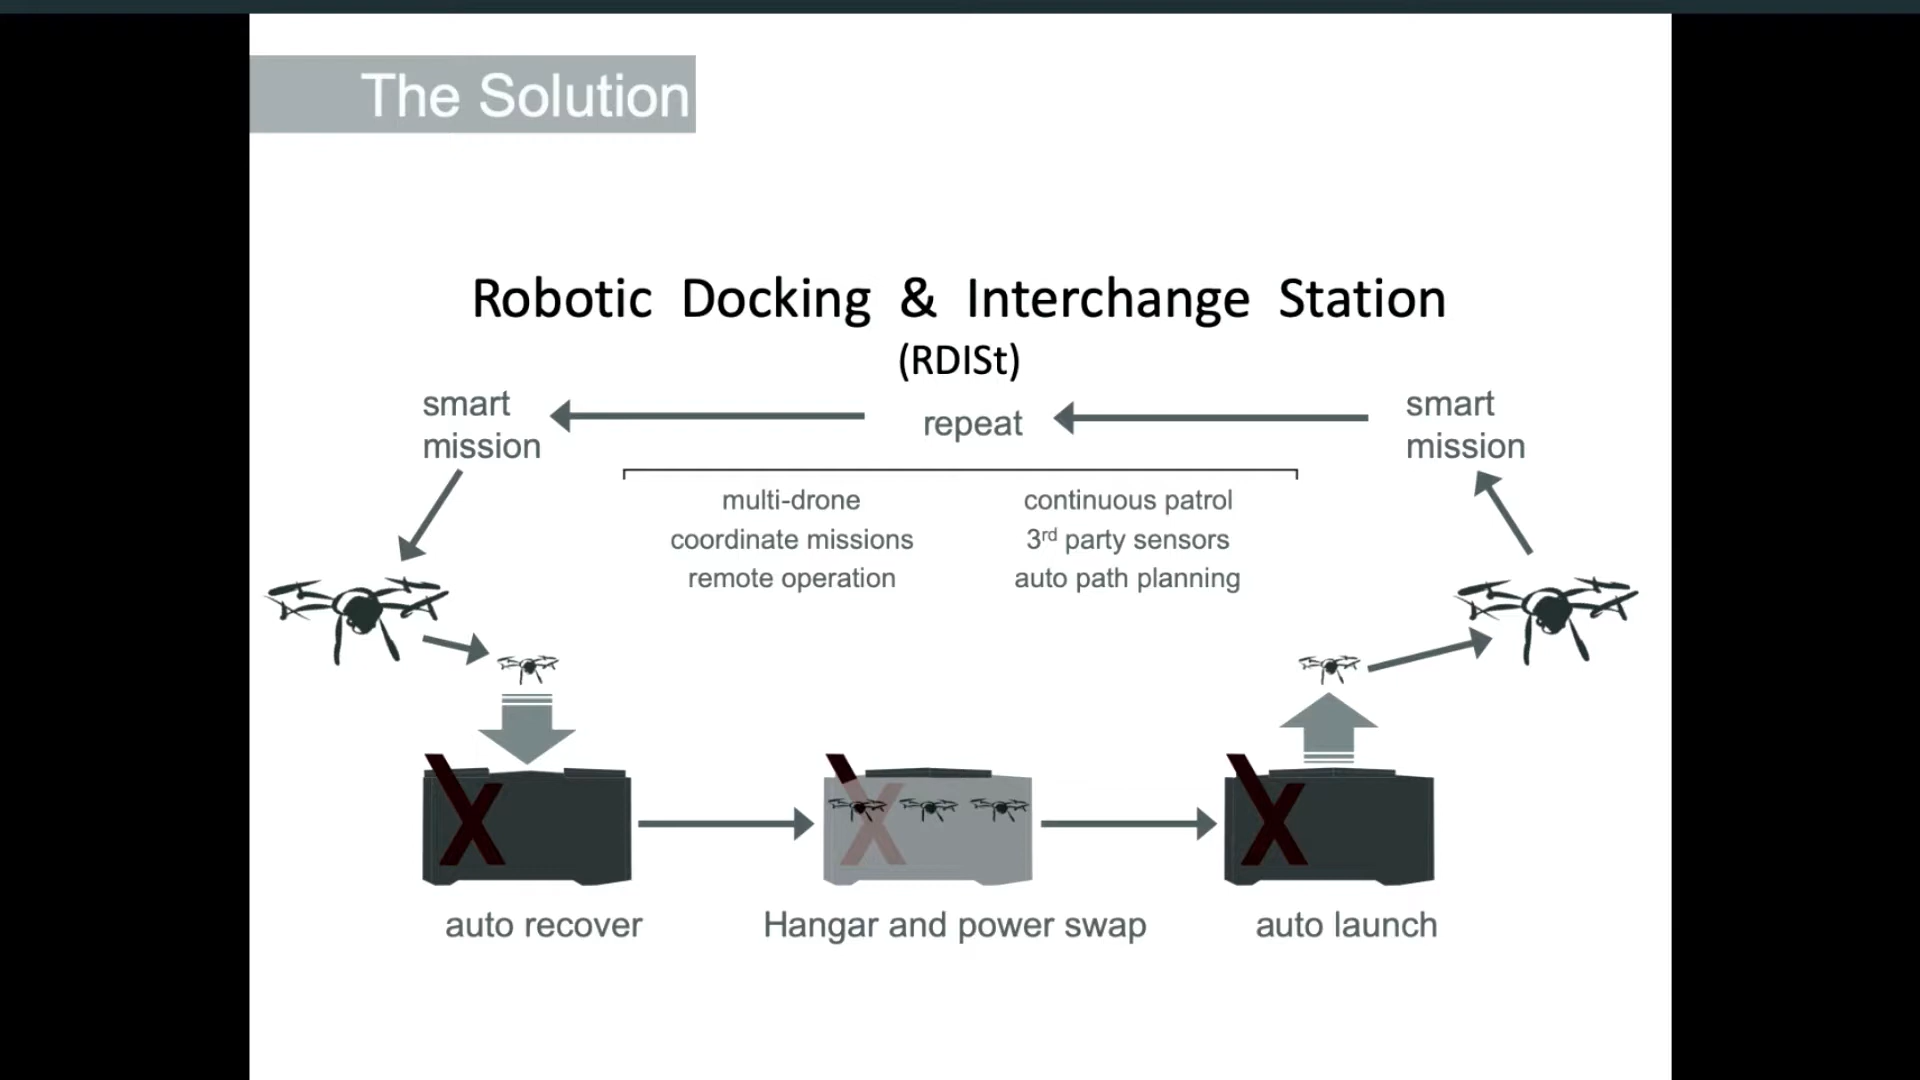 The Solution
Robotic Docking & Interchange Station
(RDISt)
smart
mission
repeat
smart
mission
multi-drone
coordinate missions
remote operation
continuous patrol
3rd party sensors
auto path planning
X
X
X
auto recover
Hangar and power swap
auto launch